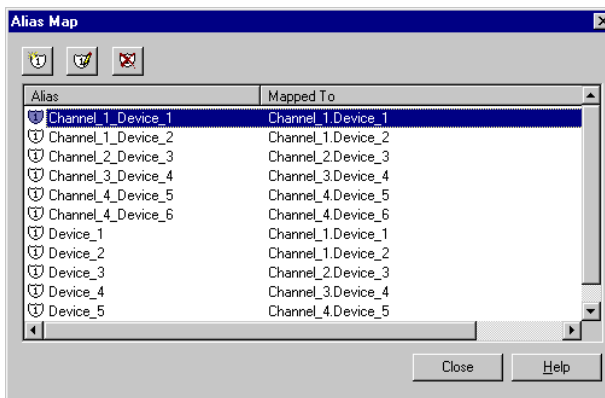 Alias Map
Alias Mapped To
Channel_1_Device_1 Channel_1.Device_1
Channel_1_Device_2 Channel_1.Device_2
Channel_2_Device_3 Channel_2.Device_3
Channel_3_Device_4 Channel_3.Device_4
Channel_4_Device_5 Channel_4.Device_5
Channel_4_Device_6 Channel_4.Device_6
Device_1 Channel_1.Device_1
Device_2 Channel_1.Device_2
Device_3 Channel_2.Device_3
Device_4 Channel_3.Device_4
Device_5 Channel_4.Device_5
Close Help